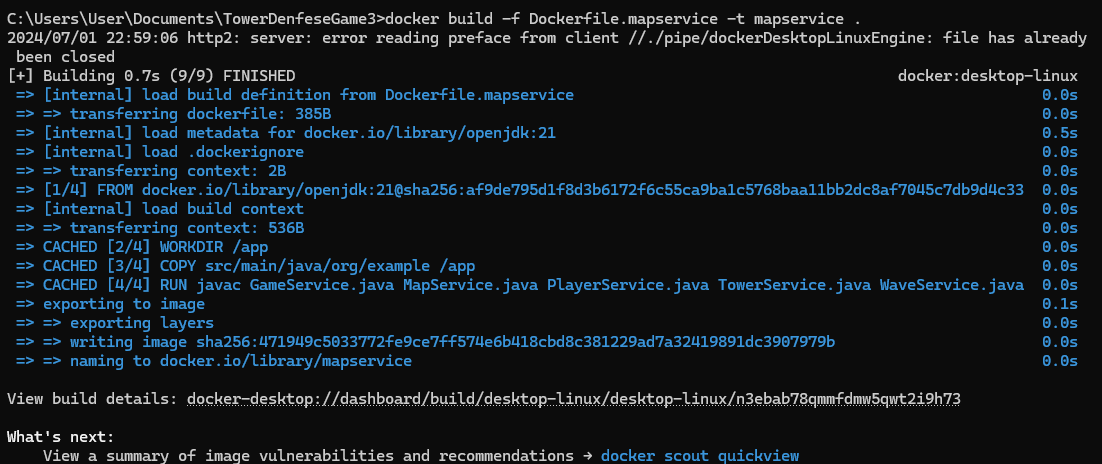 C:\Users\User\Documents\TowerDenfeseGame3>docker build -f Dockerfile.mapservice -t mapservice .
2024/07/01 22:59:06 http2: server: error reading preface from client //./pipe/dockerDesktopLinuxEngine: file has already
been closed
[+] Building 0.7s (9/9) FINISHED docker:desktop-linux
=> [internal] load build definition from Dockerfile.mapservice 0.0s
=> => transferring dockerfile: 385B 0.0s
=> [internal] load metadata for docker.io/library/openjdk:21 0.5s
=> [internal] load .dockerignore 0.0s
=> => transferring context: 2B 0.0s
=> [1/4] FROM docker.io/library/openjdk:21@sha256:af9de795d1f8d3b6172f6c55ca9ba1c5768baa11bb2dc8af7045c7db9d4c33 0.0s
=> [internal] load build context 0.0s
=> => transferring context: 536B 0.0s
=> CACHED [2/4] WORKDIR /app 0.0s
=> CACHED [3/4] COPY src/main/java/org/example /app 0.0s
=> CACHED [4/4] RUN javac GameService.java MapService.java PlayerService.java TowerService.java WaveService.java 0.0s
=> exporting to image 0.1s
=> => exporting layers 0.0s
=> => writing image sha256:471949c5033772fe9ce7ff574e6b418cbd8c381229ad7a32419891dc3907979b 0.0s
=> => naming to docker.io/library/mapservice 0.0s
View build details: docker-desktop://dashboard/build/desktop-linux/desktop-linux/n3ebab78qmmfdmw5qwt2i9h73
What's next:
View a summary of image vulnerabilities and recommendations → docker scout quickview